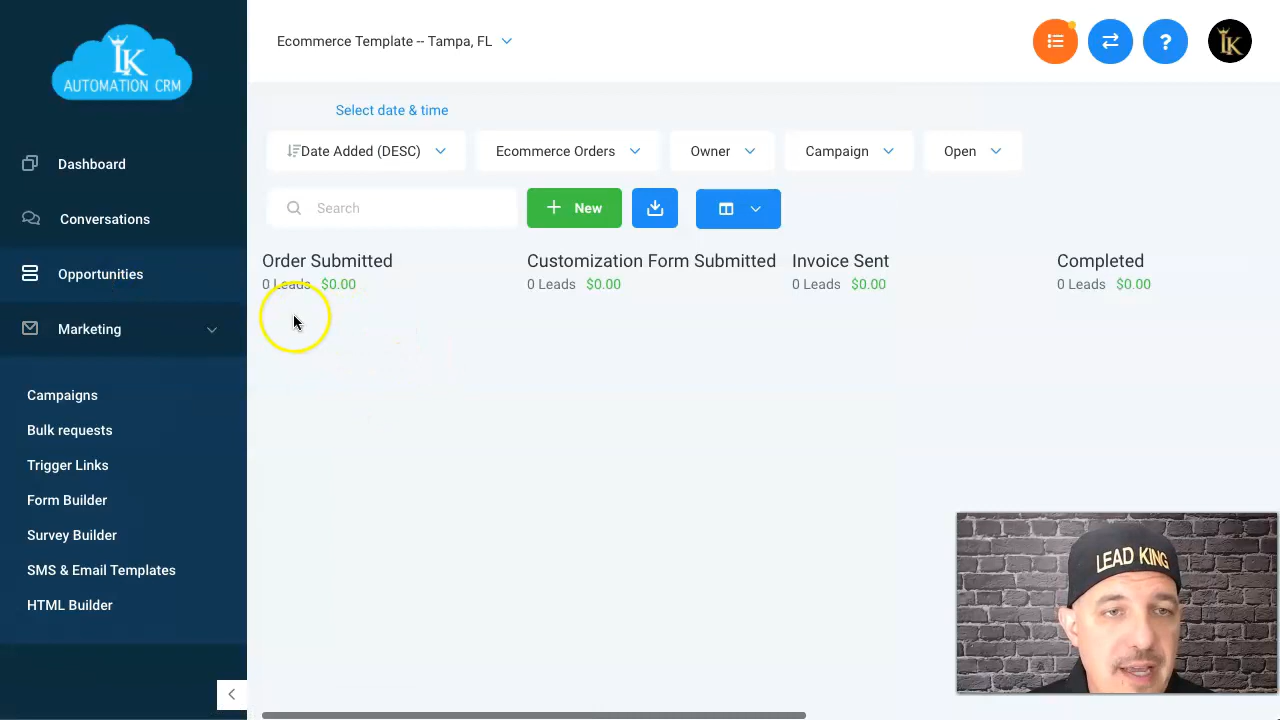 LK
AUTOMATION CRM
Dashboard
Conversations
Opportunities
Marketing
Campaigns
Bulk requests
Trigger Links
Form Builder
Survey Builder
SMS & Email Templates
HTML Builder
Ecommerce Template -- Tampa, FL
?
LK
Select date & time
Date Added (DESC)
Ecommerce Orders
Owner
Campaign
Open
Search
+ New
Order Submitted
0 Leads $0.00
Customization Form Submitted
0 Leads $0.00
Invoice Sent
0 Leads $0.00
Completed
0 Leads $0.00
LEAD KING